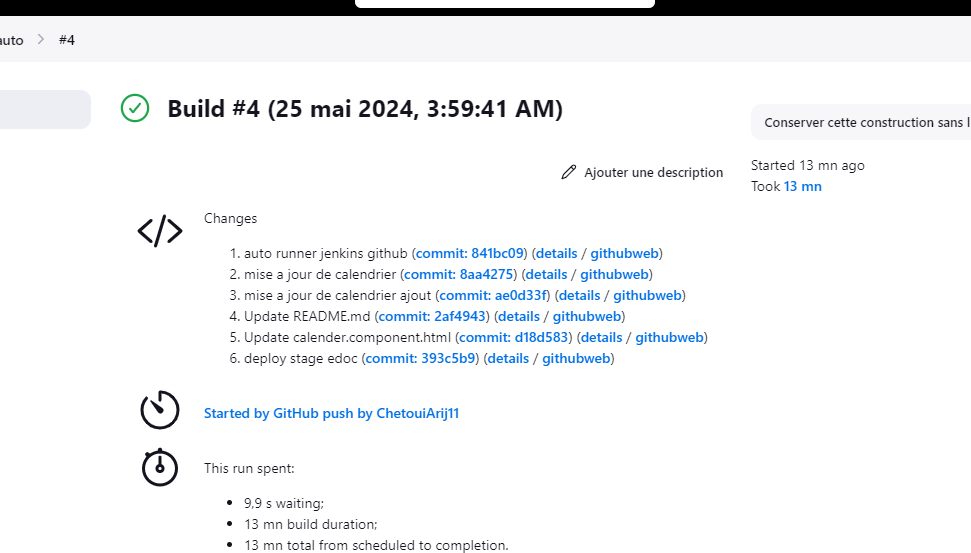 auto > #4
Build #4 (25 mai 2024, 3:59:41 AM)
Conserver cette construction sans
Ajouter une description
Started 13 mn ago
Took 13 mn
Changes
1. auto runner jenkins github (commit: 841bc09) (details / githubweb)
2. mise a jour de calendrier (commit: 8aa4275) (details / githubweb)
3. mise a jour de calendrier ajout (commit: ae0d33f) (details / githubweb)
4. Update README.md (commit: 2af4943) (details / githubweb)
5. Update calender.component.html (commit: d18d583) (details / githubweb)
6. deploy stage edoc (commit: 393c5b9) (details / githubweb)
Started by GitHub push by ChetouiArij11
This run spent:
• 9,9 s waiting;
• 13 mn build duration;
• 13 mn total from scheduled to completion.